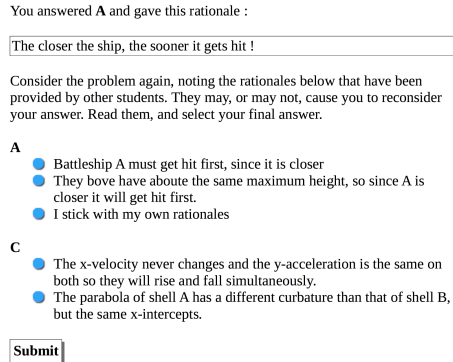 You answered A and gave this rationale :
The closer the ship, the sooner it gets hit !
Consider the problem again, noting the rationales below that have been
provided by other students. They may, or may not, cause you to reconsider
your answer. Read them, and select your final answer.
A
Battleship A must get hit first, since it is closer
They bove have aboute the same maximum height, so since A is
closer it will get hit first.
I stick with my own rationales
C
The x-velocity never changes and the y-acceleration is the same on
both so they will rise and fall simultaneously.
The parabola of shell A has a different curbature than that of shell B,
but the same x-intercepts.
Submit